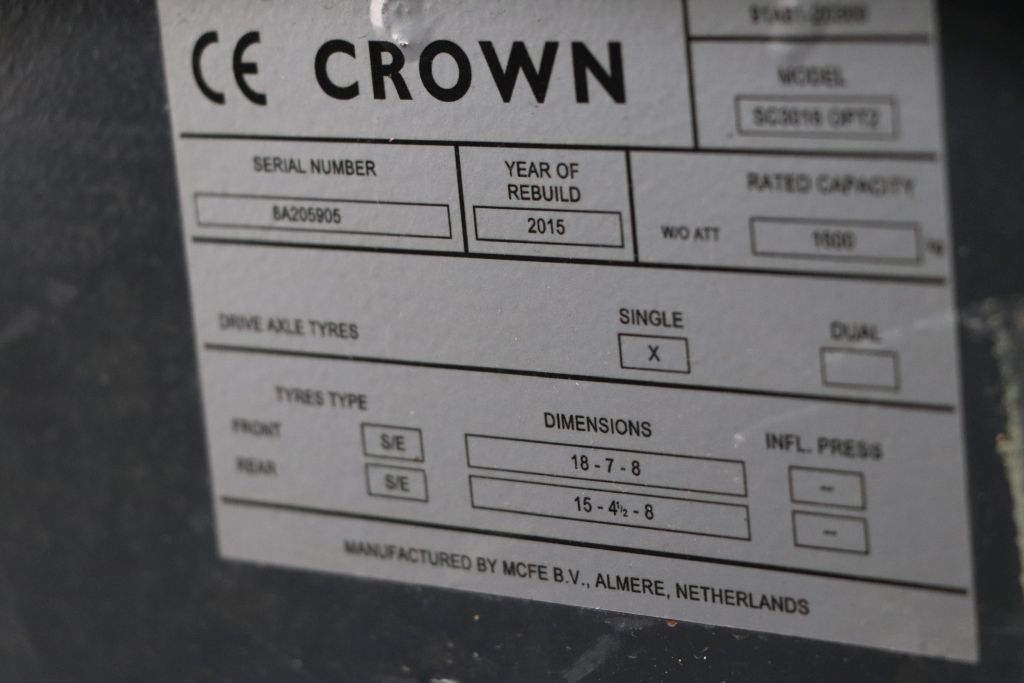 CE CROWN
MODEL
SC3016 OPT2
SERIAL NUMBER
8A205905
YEAR OF
REBUILD
2015
RATED CAPACITY
W/O ATT 1600 kg
DRIVE AXLE TYRES
SINGLE
X
DUAL
TYRES TYPE
DIMENSIONS
INFL. PRESS
FRONT S/E 18 - 7 - 8 --
REAR S/E 15 - 4½ - 8 --
MANUFACTURED BY MCFE B.V., ALMERE, NETHERLANDS